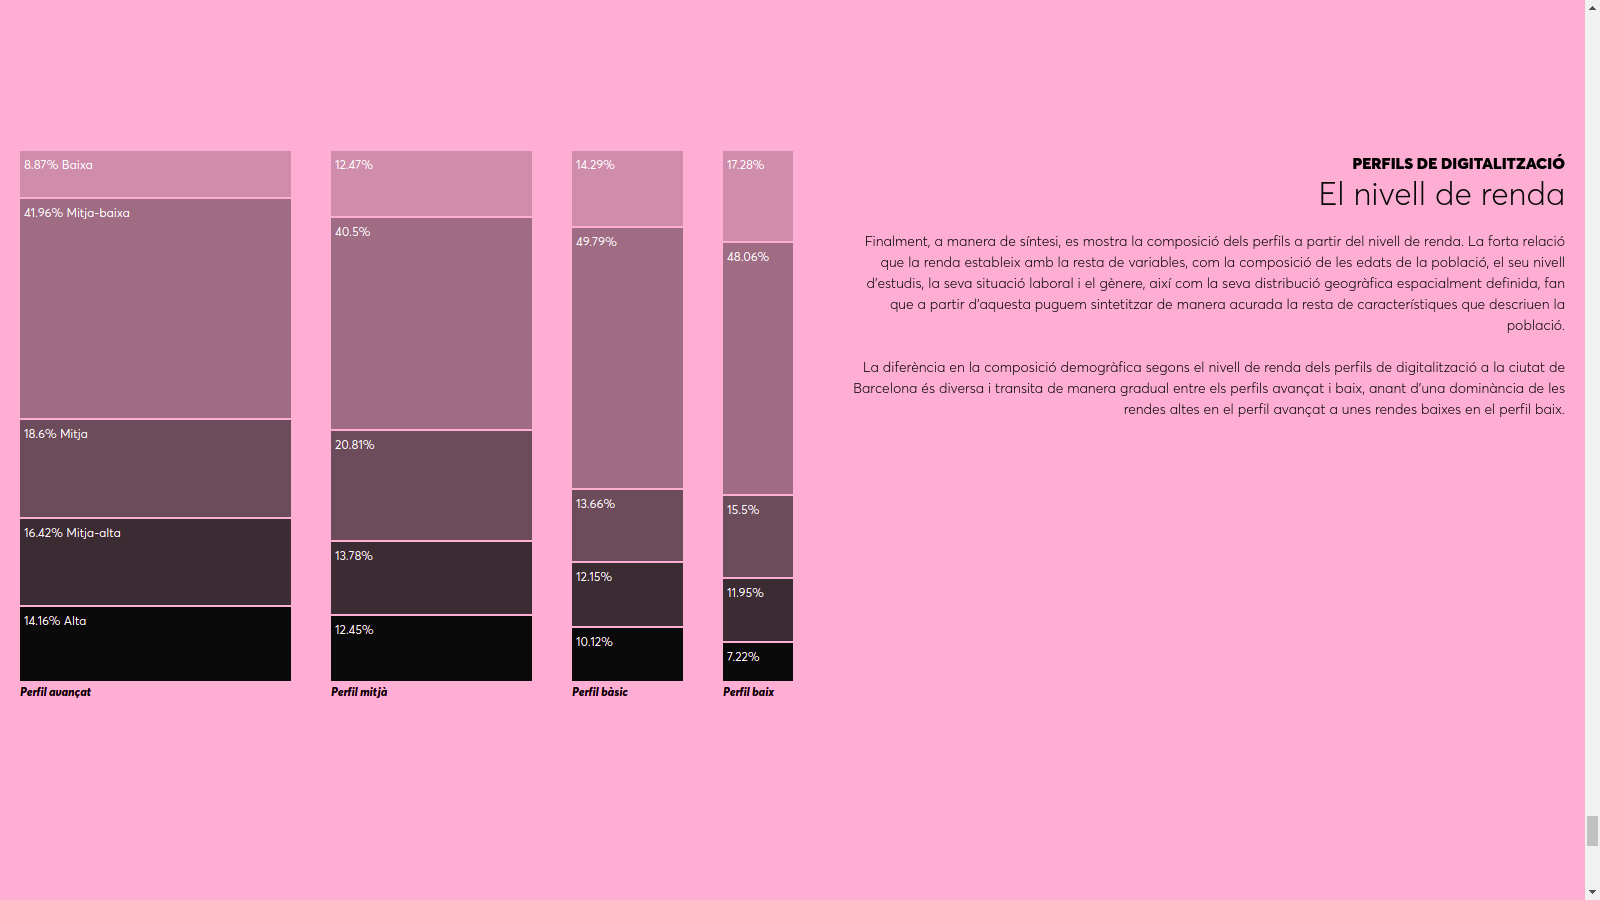 8.87% Baixa
41.96% Mitja-baixa
18.6% Mitja
16.42% Mitja-alta
14.16% Alta
Perfil avançat
12.47%
40.5%
20.81%
13.78%
12.45%
Perfil mitjà
14.29%
49.79%
13.66%
12.15%
10.12%
Perfil bàsic
17.28%
48.06%
15.5%
11.95%
7.22%
Perfil baix
PERFILS DE DIGITALITZACIÓ
El nivell de renda
Finalment, a manera de síntesi, es mostra la composició dels perfils a partir del nivell de renda. La forta relació
que la renda estableix amb la resta de variables, com la composició de les edats de la població, el seu nivell
d'estudis, la seva situació laboral i el gènere, així com la seva distribució geogràfica espacialment definida, fan
que a partir d'aquesta puguem sintetitzar de manera acurada la resta de característiques que descriuen la
població.
La diferència en la composició demogràfica segons el nivell de renda dels perfils de digitalització a la ciutat de
Barcelona és diversa i transita de manera gradual entre els perfils avançat i baix, anant d'una dominància de les
rendes altes en el perfil avançat a unes rendes baixes en el perfil baix.